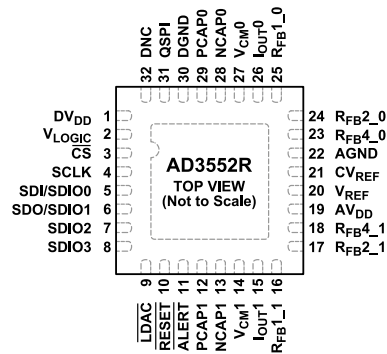 DNC
QSPI
DGND
PCAP0
NCAP0
VCM0
IOUT0
RFB1_0
32 31 30 29 28 27 26 25
DVDD 1
VLOGIC 2
CS 3
SCLK 4
SDI/SDIO0 5
SDO/SDIO1 6
SDIO2 7
SDIO3 8
AD3552R
TOP VIEW
(Not to Scale)
24 RFB2_0
23 RFB4_0
22 AGND
21 CVREF
20 VREF
19 AVDD
18 RFB4_1
17 RFB2_1
9 10 11 12 13 14 15 16
LDAC
RESET
ALERT
PCAP1
NCAP1
VCM1
IOUT1
RFB1_1